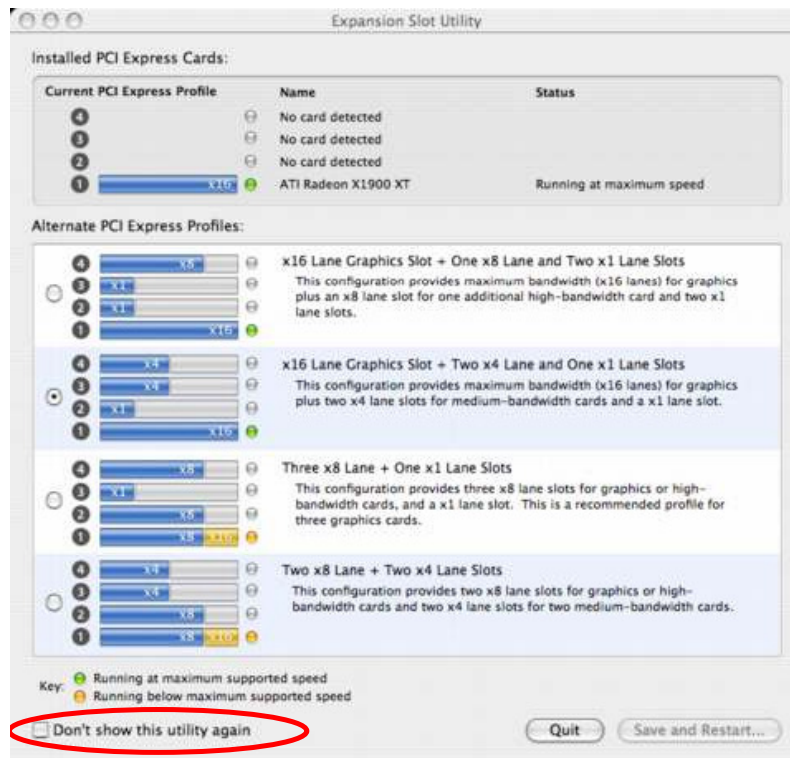 Expansion Slot Utility
Installed PCI Express Cards:
Current PCI Express Profile Name Status
4 No card detected
3 No card detected
2 No card detected
1 x16 ATI Radeon X1900 XT Running at maximum speed
Alternate PCI Express Profiles:
4 x8
3 x1
2 x1
1 x16
x16 Lane Graphics Slot + One x8 Lane and Two x1 Lane Slots
This configuration provides maximum bandwidth (x16 lanes) for graphics
plus an x8 lane slot for one additional high-bandwidth card and two x1
lane slots.
4 x4
3 x4
2 x1
1 x16
x16 Lane Graphics Slot + Two x4 Lane and One x1 Lane Slots
This configuration provides maximum bandwidth (x16 lanes) for graphics
plus two x4 lane slots for medium-bandwidth cards and a x1 lane slot.
4 x8
3 x1
2 x8
1 x8 x16
Three x8 Lane + One x1 Lane Slots
This configuration provides three x8 lane slots for graphics or high-
bandwidth cards, and a x1 lane slot. This is a recommended profile for
three graphics cards.
4 x4
3 x4
2 x8
1 x8 x16
Two x8 Lane + Two x4 Lane Slots
This configuration provides two x8 lane slots for graphics or high-
bandwidth cards and two x4 lane slots for two medium-bandwidth cards.
Key: Running at maximum supported speed
Running below maximum supported speed
Don't show this utility again
Quit
Save and Restart...